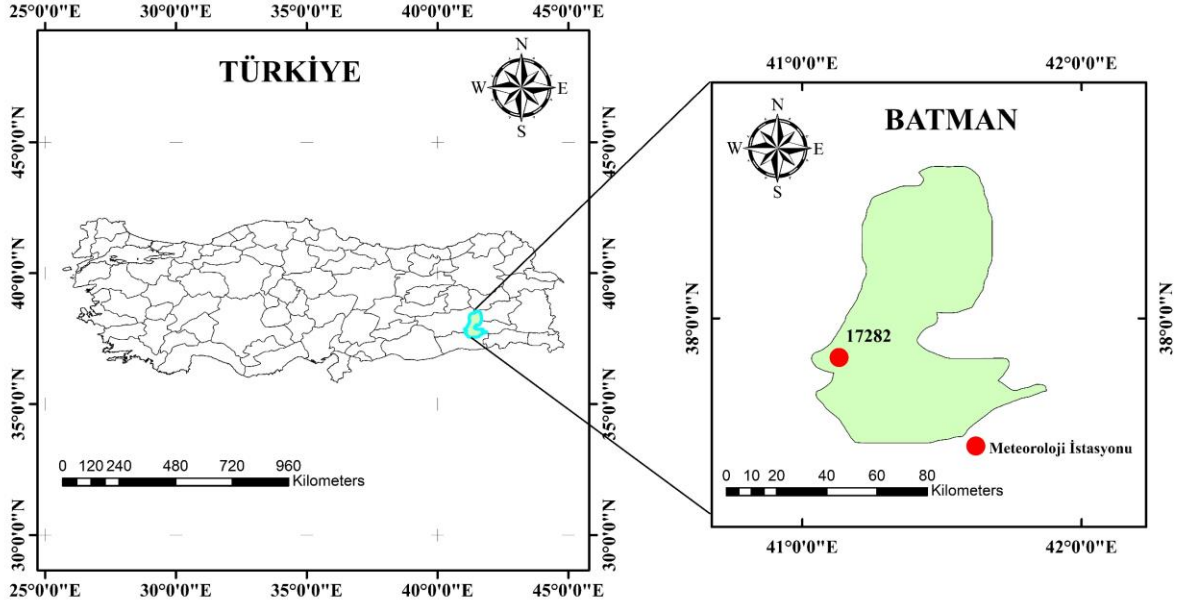 25°0'0"E 30°0'0"E 35°0'0"E 40°0'0"E 45°0'0"E
TÜRKİYE
N
W E
S
45°0'0"N
40°0'0"N
35°0'0"N
30°0'0"N
45°0'0"N
40°0'0"N
35°0'0"N
30°0'0"N
0 120 240 480 720 960
Kilometers
25°0'0"E 30°0'0"E 35°0'0"E 40°0'0"E 45°0'0"E
41°0'0"E 42°0'0"E
BATMAN
N
W E
S
38°0'0"N
38°0'0"N
17282
Meteoroloji İstasyonu
0 10 20 40 60 80
Kilometers
41°0'0"E 42°0'0"E